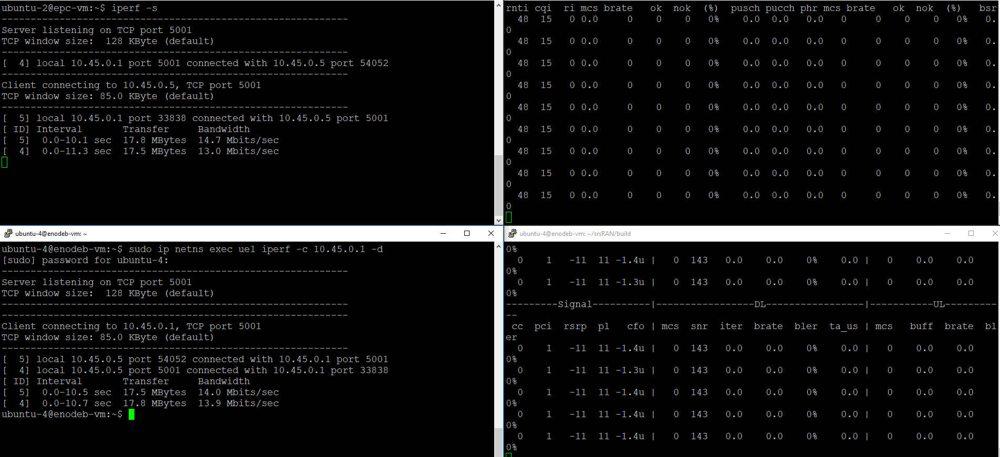 ubuntu-2@epc-vm:~$ iperf -s
------------------------------------------------------------
Server listening on TCP port 5001
TCP window size:  128 KByte (default)
------------------------------------------------------------
[  4] local 10.45.0.1 port 5001 connected with 10.45.0.5 port 54052
------------------------------------------------------------
Client connecting to 10.45.0.5, TCP port 5001
TCP window size: 85.0 KByte (default)
------------------------------------------------------------
[  5] local 10.45.0.1 port 33838 connected with 10.45.0.5 port 5001
[ ID] Interval       Transfer     Bandwidth
[  5]  0.0-10.1 sec  17.8 MBytes  14.7 Mbits/sec
[  4]  0.0-11.3 sec  17.5 MBytes  13.0 Mbits/sec
rnti cqi  ri mcs brate   ok  nok  (%)  pusch pucch phr mcs brate   ok  nok  (%)   bsr
48  15   0 0.0     0    0    0   0%    0.0  0.0   0.0   0      0    0    0   0%   0.
0
48  15   0 0.0     0    0    0   0%    0.0  0.0   0.0   0      0    0    0   0%   0.
0
48  15   0 0.0     0    0    0   0%    0.0  0.0   0.0   0      0    0    0   0%   0.
0
48  15   0 0.0     0    0    0   0%    0.0  0.0   0.0   0      0    0    0   0%   0.
0
48  15   0 0.0     0    0    0   0%    0.0  0.0   0.0   0      0    0    0   0%   0.
0
48  15   0 0.0     0    0    0   0%    0.0  0.0   0.0   0      0    0    0   0%   0.
0
48  15   0 0.0     0    0    0   0%    0.0  0.0   0.0   0      0    0    0   0%   0.
0
48  15   0 0.0     0    0    0   0%    0.0  0.0   0.0   0      0    0    0   0%   0.
0
48  15   0 0.0     0    0    0   0%    0.0  0.0   0.0   0      0    0    0   0%   0.
0
ubuntu-4@enodeb-vm: ~
ubuntu-4@enodeb-vm:~$ sudo ip netns exec ue1 iperf -c 10.45.0.1 -d
[sudo] password for ubuntu-4:
------------------------------------------------------------
Server listening on TCP port 5001
TCP window size:  128 KByte (default)
------------------------------------------------------------
------------------------------------------------------------
Client connecting to 10.45.0.1, TCP port 5001
TCP window size: 85.0 KByte (default)
------------------------------------------------------------
[  5] local 10.45.0.5 port 54052 connected with 10.45.0.1 port 5001
[  4] local 10.45.0.5 port 5001 connected with 10.45.0.1 port 33838
[ ID] Interval       Transfer     Bandwidth
[  5]  0.0-10.5 sec  17.5 MBytes  14.0 Mbits/sec
[  4]  0.0-10.7 sec  17.8 MBytes  13.9 Mbits/sec
ubuntu-4@enodeb-vm:~$
ubuntu-4@enodeb-vm: ~/srsRAN/build
0%
0    1   -11  11 -1.4u |   0  143   0.0    0.0    0%    0.0 |   0    0.0    0.0
0%
0    1   -11  11 -1.3u |   0  143   0.0    0.0    0%    0.0 |   0    0.0    0.0
0%
---------Signal----------|-----------------DL-----------------|-----------UL---------
--
cc  pci  rsrp  pl   cfo | mcs  snr  iter  brate  bler  ta_us | mcs   buff  brate  bl
er
0    1   -11  11 -1.4u |   0  143   0.0    0.0    0%    0.0 |   0    0.0    0.0
0%
0    1   -11  11 -1.3u |   0  143   0.0    0.0    0%    0.0 |   0    0.0    0.0
0%
0    1   -11  11 -1.4u |   0  143   0.0    0.0    0%    0.0 |   0    0.0    0.0
0%
0    1   -11  11 -1.4u |   0  143   0.0    0.0    0%    0.0 |   0    0.0    0.0
0%
0    1   -11  11 -1.4u |   0  143   0.0    0.0    0%    0.0 |   0    0.0    0.0
0%